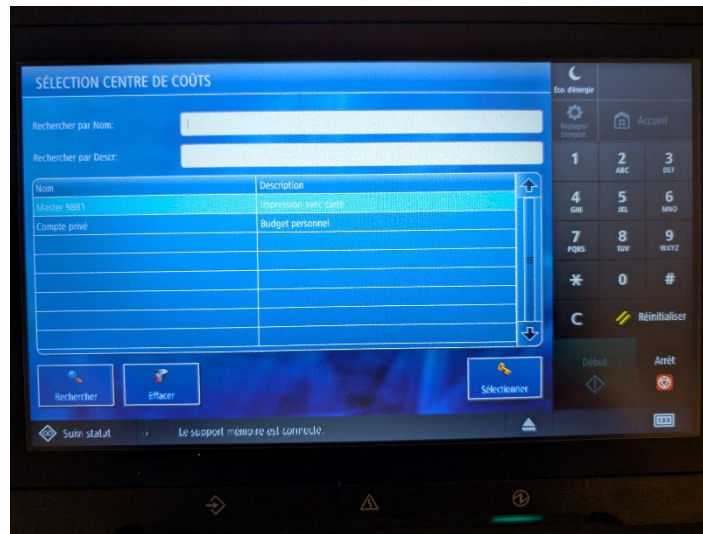 SÉLECTION CENTRE DE COÛTS
Rechercher par Nom:
Rechercher par Descr:
Nom Description
Master 9881 Impression avec carte
Compte privé Budget personnel
Rechercher
Effacer
Sélectionner
Suivi statut
Le support mémoire est connecté.
Éco. d'énergie
Réglages/
Enregistr.
Accueil
1
2 ABC
3 DEF
4 GHI
5 JKL
6 MNO
7 PQRS
8 TUV
9 WXYZ
* 0 #
C
Réinitialiser
Début
Arrêt
123